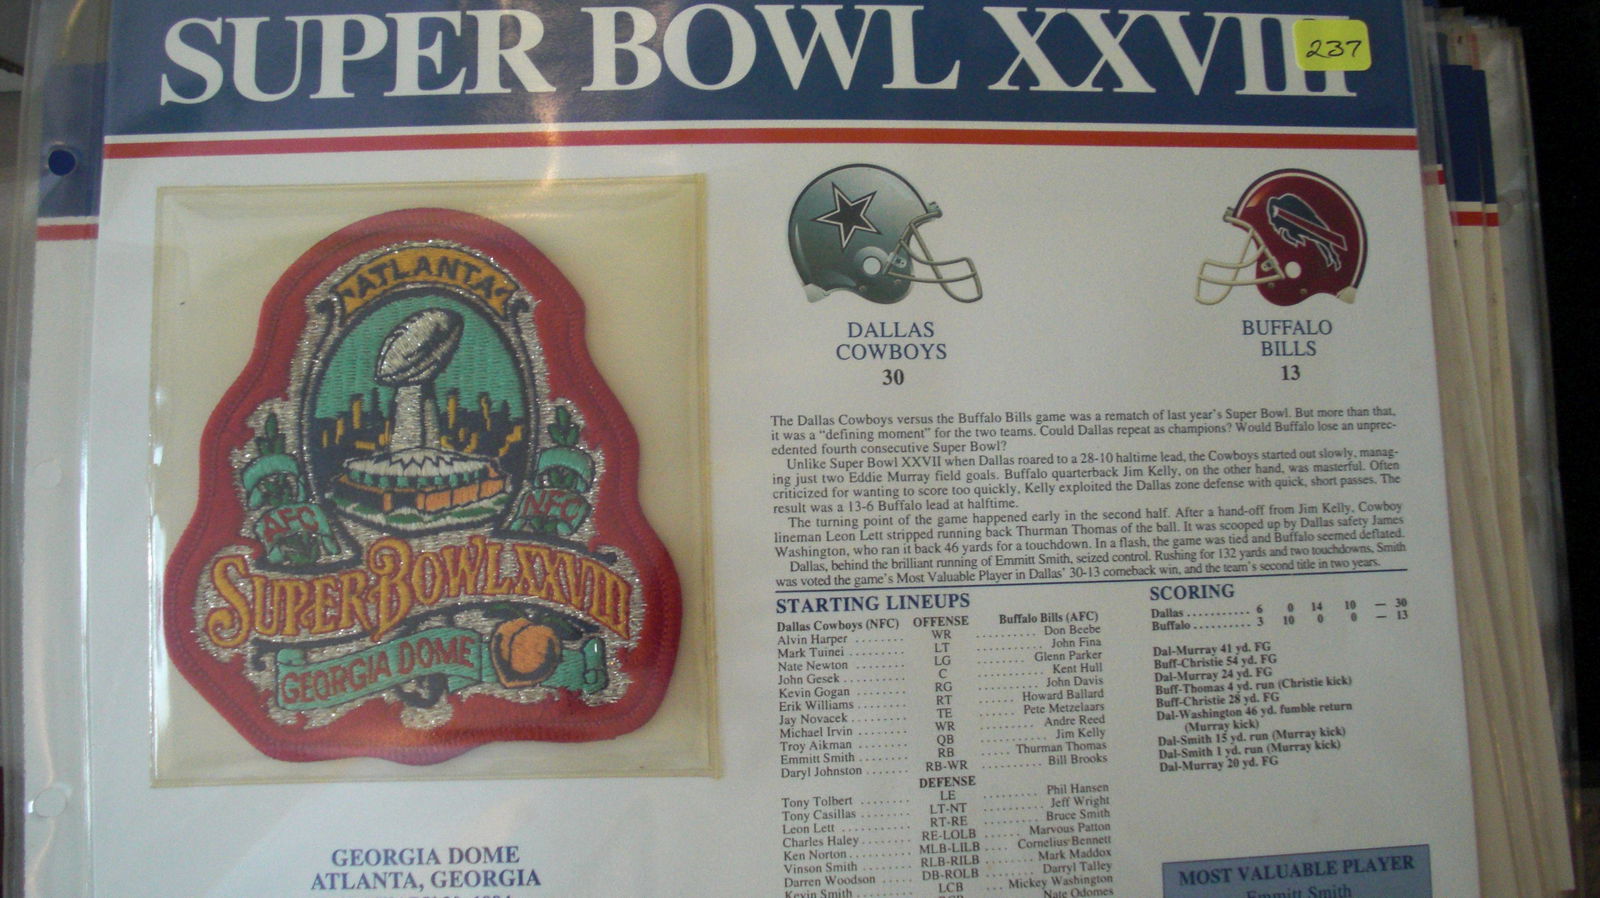 SUPER BOWL XXVIII
237
ATLANTA
AFC
NFC
SUPER BOWL XXVIII
GEORGIA DOME
GEORGIA DOME
ATLANTA, GEORGIA
DALLAS
COWBOYS
30
BUFFALO
BILLS
13
The Dallas Cowboys versus the Buffalo Bills game was a rematch of last year's Super Bowl. But more than that,
it was a "defining moment" for the two teams. Could Dallas repeat as champions? Would Buffalo lose an unprec-
edented fourth consecutive Super Bowl?
Unlike Super Bowl XXVII when Dallas roared to a 28-10 halftime lead, the Cowboys started out slowly, manag-
ing just two Eddie Murray field goals. Buffalo quarterback Jim Kelly, on the other hand, was masterful. Often
criticized for wanting to score too quickly, Kelly exploited the Dallas zone defense with quick, short passes. The
result was a 13-6 Buffalo lead at halftime.
The turning point of the game happened early in the second half. After a hand-off from Jim Kelly, Cowboy
lineman Leon Lett stripped running back Thurman Thomas of the ball. It was scooped up by Dallas safety James
Washington, who ran it back 46 yards for a touchdown. In a flash, the game was tied and Buffalo seemed deflated.
Dallas, behind the brilliant running of Emmitt Smith, seized control. Rushing for 132 yards and two touchdowns, Smith
was voted the game's Most Valuable Player in Dallas' 30-13 comeback win, and the team's second title in two years.
STARTING LINEUPS
Dallas Cowboys (NFC) OFFENSE Buffalo Bills (AFC)
Alvin Harper ......... WR .......... Don Beebe
Mark Tuinei .......... LT .......... John Fina
Nate Newton ......... LG ........ Glenn Parker
John Gesek .......... C ........... Kent Hull
Kevin Gogan ......... RG ......... John Davis
Erik Williams ........ RT ...... Howard Ballard
Jay Novacek ......... TE ...... Pete Metzelaars
Michael Irvin ........ WR ......... Andre Reed
Troy Aikman ........ QB .......... Jim Kelly
Emmitt Smith ....... RB ..... Thurman Thomas
Daryl Johnston ....... RB-WR ......... Bill Brooks
DEFENSE
Tony Tolbert ........ LE ......... Phil Hansen
Tony Casillas ........ LT-NT ......... Jeff Wright
Leon Lett ........... RT-RE ........ Bruce Smith
Charles Haley ........ RE-LOLB ...... Marvous Patton
Ken Norton .......... MLB-LILB .... Cornelius Bennett
Vinson Smith ........ RLB-RILB ....... Mark Maddox
Darren Woodson ..... DB-ROLB ....... Darryl Talley
Kevin Smith LCB ... Mickey Washington
Nate Odomes
SCORING
Dallas ........... 6 0 14 10 — 30
Buffalo .......... 3 10 0 0 — 13
Dal-Murray 41 yd. FG
Buff-Christie 54 yd. FG
Dal-Murray 24 yd. FG
Buff-Thomas 4 yd. run (Christie kick)
Buff-Christie 28 yd. FG
Dal-Washington 46 yd. fumble return
(Murray kick)
Dal-Smith 15 yd. run (Murray kick)
Dal-Smith 1 yd. run (Murray kick)
Dal-Murray 20 yd. FG
MOST VALUABLE PLAYER
Emmitt Smith